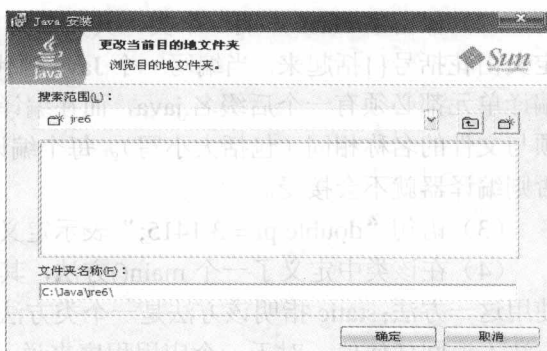 Java 安装
更改当前目的地文件夹
浏览目的地文件夹。
Java
Sun
搜索范围(L):
jre6
文件夹名称(F):
C:\Java\jre6\
确定
取消